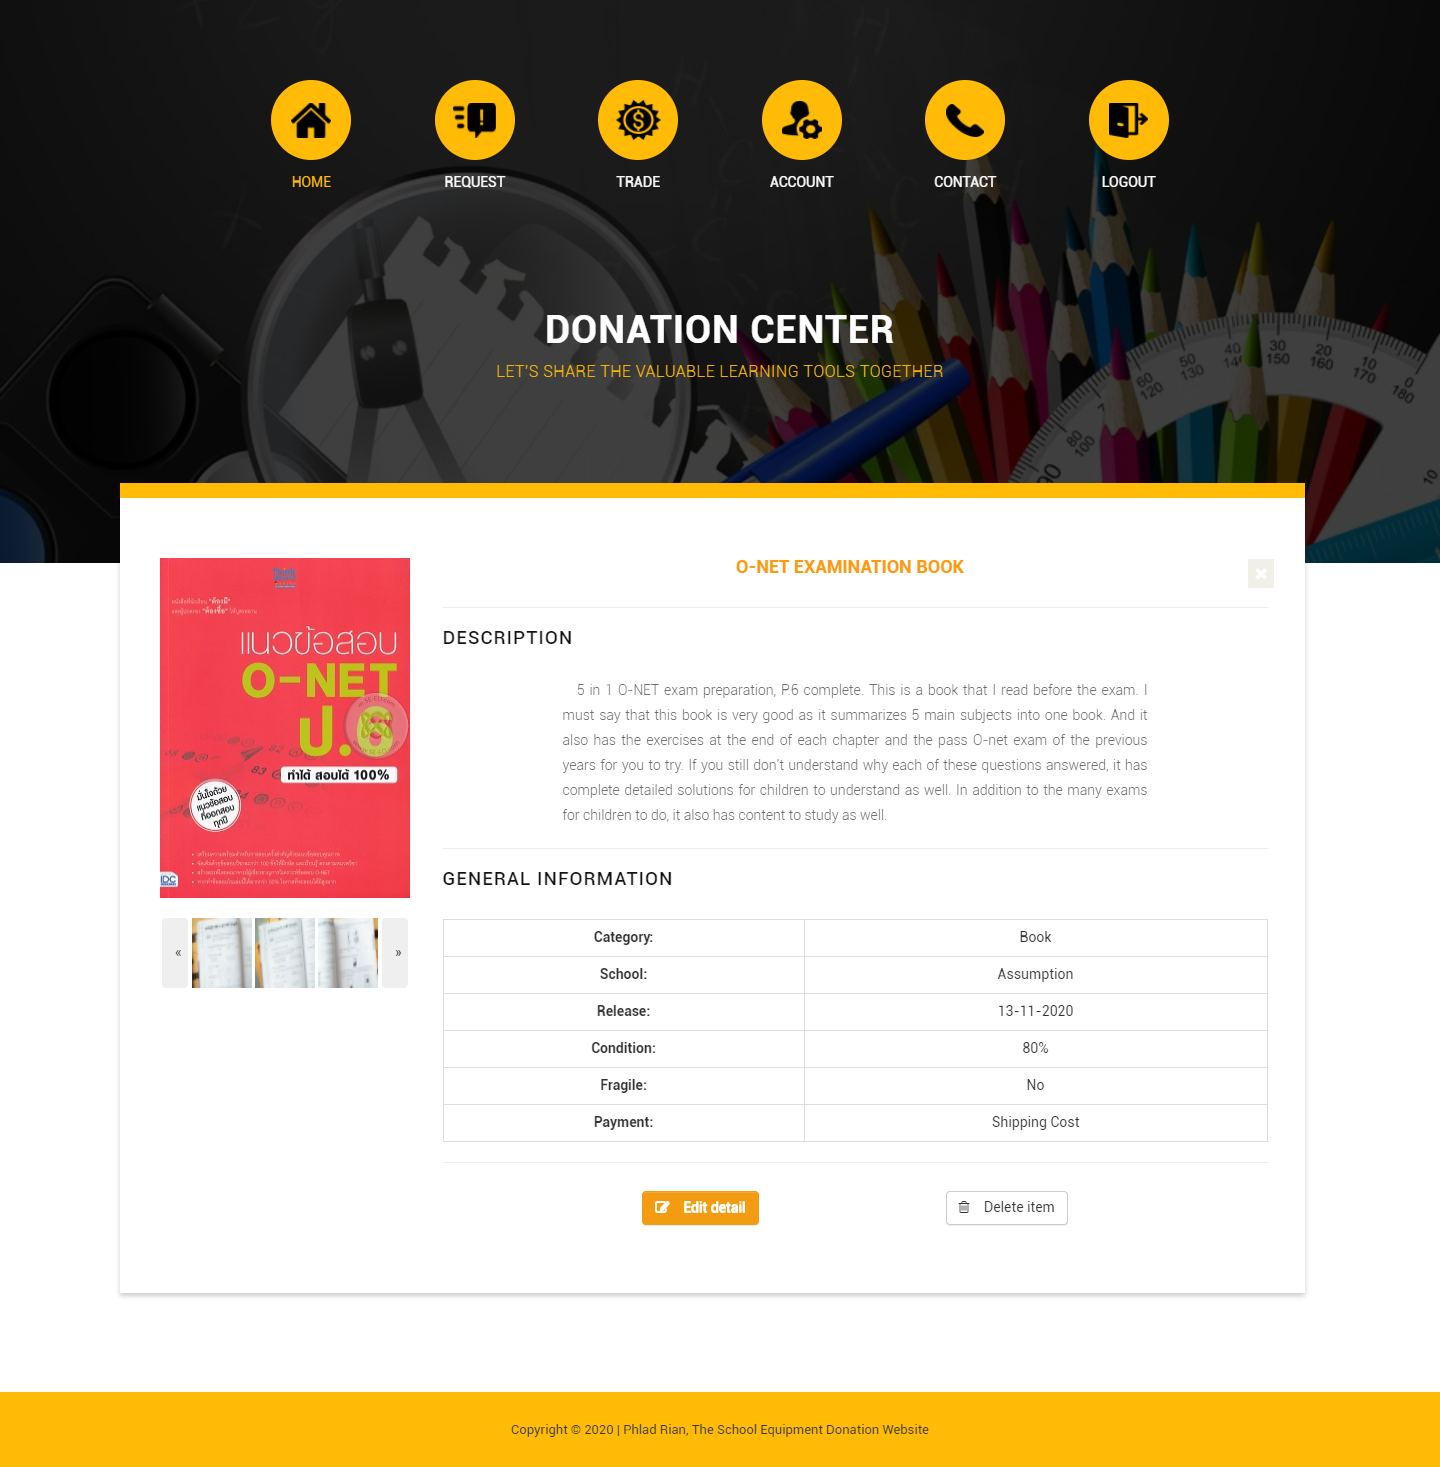 HOME
REQUEST
TRADE
ACCOUNT
CONTACT
LOGOUT
DONATION CENTER
LET'S SHARE THE VALUABLE LEARNING TOOLS TOGETHER
O-NET EXAMINATION BOOK
แนวข้อสอบ
O-NET
ป.6
ทำได้ สอบได้ 100%
มั่นใจด้วย
แนวข้อสอบ
ที่ออกสอบ
ทุกปี
DESCRIPTION
5 in 1 O-NET exam preparation, P.6 complete. This is a book that I read before the exam. I
must say that this book is very good as it summarizes 5 main subjects into one book. And it
also has the exercises at the end of each chapter and the pass O-net exam of the previous
years for you to try. If you still don't understand why each of these questions answered, it has
complete detailed solutions for children to understand as well. In addition to the many exams
for children to do, it also has content to study as well.
GENERAL INFORMATION
« »
Category: Book
School: Assumption
Release: 13-11-2020
Condition: 80%
Fragile: No
Payment: Shipping Cost
Edit detail
Delete item
Copyright © 2020 | Phlad Rian, The School Equipment Donation Website